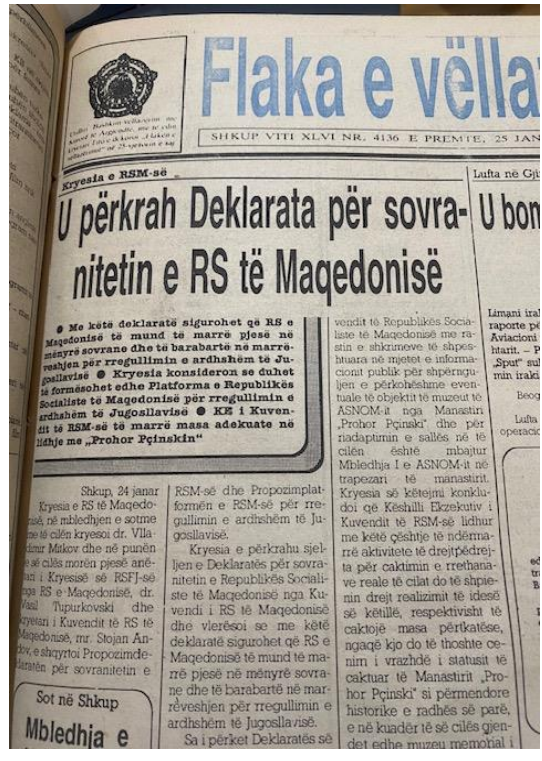 Flaka e vëlla
SHKUP VITI XLVI NR. 4136 E PREMTE, 25 JAN
Kryesia e RSM-së
U përkrah Deklarata për sovra-
nitetin e RS të Maqedonisë
● Me këtë deklaratë sigurohet që RS e
Maqedonisë të mund të marrë pjesë në
mënyrë sovrane dhe të barabartë në marrë-
veshjen për rregullimin e ardhshëm të Ju-
gosllavisë ● Kryesia konsideron se duhet
të formësohet edhe Platforma e Republikës
Socialiste të Maqedonisë për rregullimin e
ardhshëm të Jugosllavisë ● KE i Kuven-
dit të RSM-së të marrë masa adekuate në
lidhje me „Prohor Pçinskin“
Shkup, 24 janar
Kryesia e RS të Maqedo-
nisë, në mbledhjen e sotme
me të cilën kryesoi dr. Vlla-
dimir Mitkov dhe në punën
e së cilës morën pjesë anë-
tari i Kryesisë së RSFJ-së
nga RS e Maqedonisë, dr.
Vasil Tupurkovski dhe
kryetari i Kuvendit të RS të
Maqedonisë, mr. Stojan An-
dov, e shqyrtoi Propozimde-
klaratën për sovranitetin e
Sot në Shkup
Mbledhja e
RSM-së dhe Propozimplat-
formën e RSM-së për rre-
gullimin e ardhshëm të Ju-
gosllavisë.
Kryesia e përkrahu sjel-
ljen e Deklaratës për sovra-
nitetin e Republikës Sociali-
ste të Maqedonisë nga Ku-
vendi i RS të Maqedonisë
dhe vlerësoi se me këtë
deklaratë sigurohet që RS e
Maqedonisë të mund të ma-
rrë pjesë në mënyrë sovra-
ne dhe të barabartë në mar-
rëveshjen për rregullimin e
ardhshëm të Jugosllavisë.
Sa i përket Deklaratës së
vendit të Republikës Socia-
liste të Maqedonisë me ra-
stin e shkrimeve të shpesh-
htuara në mjetet e informa-
cionit publik për shpërngu-
ljen e përkohëshme even-
tuale të objektit të muzeut të
ASNOM-it nga Manastiri
„Prohor Pçinski“ dhe për
riadaptimin e sallës në të
cilën është mbajtur
Mbledhja I e ASNOM-it në
trapezari të manastirit.
Kryesia së këtejmi konklu-
doi që Këshilli Ekzekutiv i
Kuvendit të RSM-së lidhur
me këtë çështje të ndërma-
rrë aktivitete të drejtpërdrej-
ta për caktimin e rrethana-
ve reale të cilat do të shpie-
nin drejt realizimit të idesë
së këtillë, respektivisht të
caktojë masa përkatëse,
ngaqë kjo do të thoshte ce-
nim i vrazhdë i statusit të
caktuar të Manastirit „Pro-
hor Pçinski“ si përmendore
historike e radhës së parë,
e në kuadër të së cilës gjen-
det edhe muzeu memorial i
Lufta në Gji
U bom
Limani ira
raporte pë
Aviacioni
htarit. – P
„Sput“ sul
min iraki
Beog
Lufta
operacio